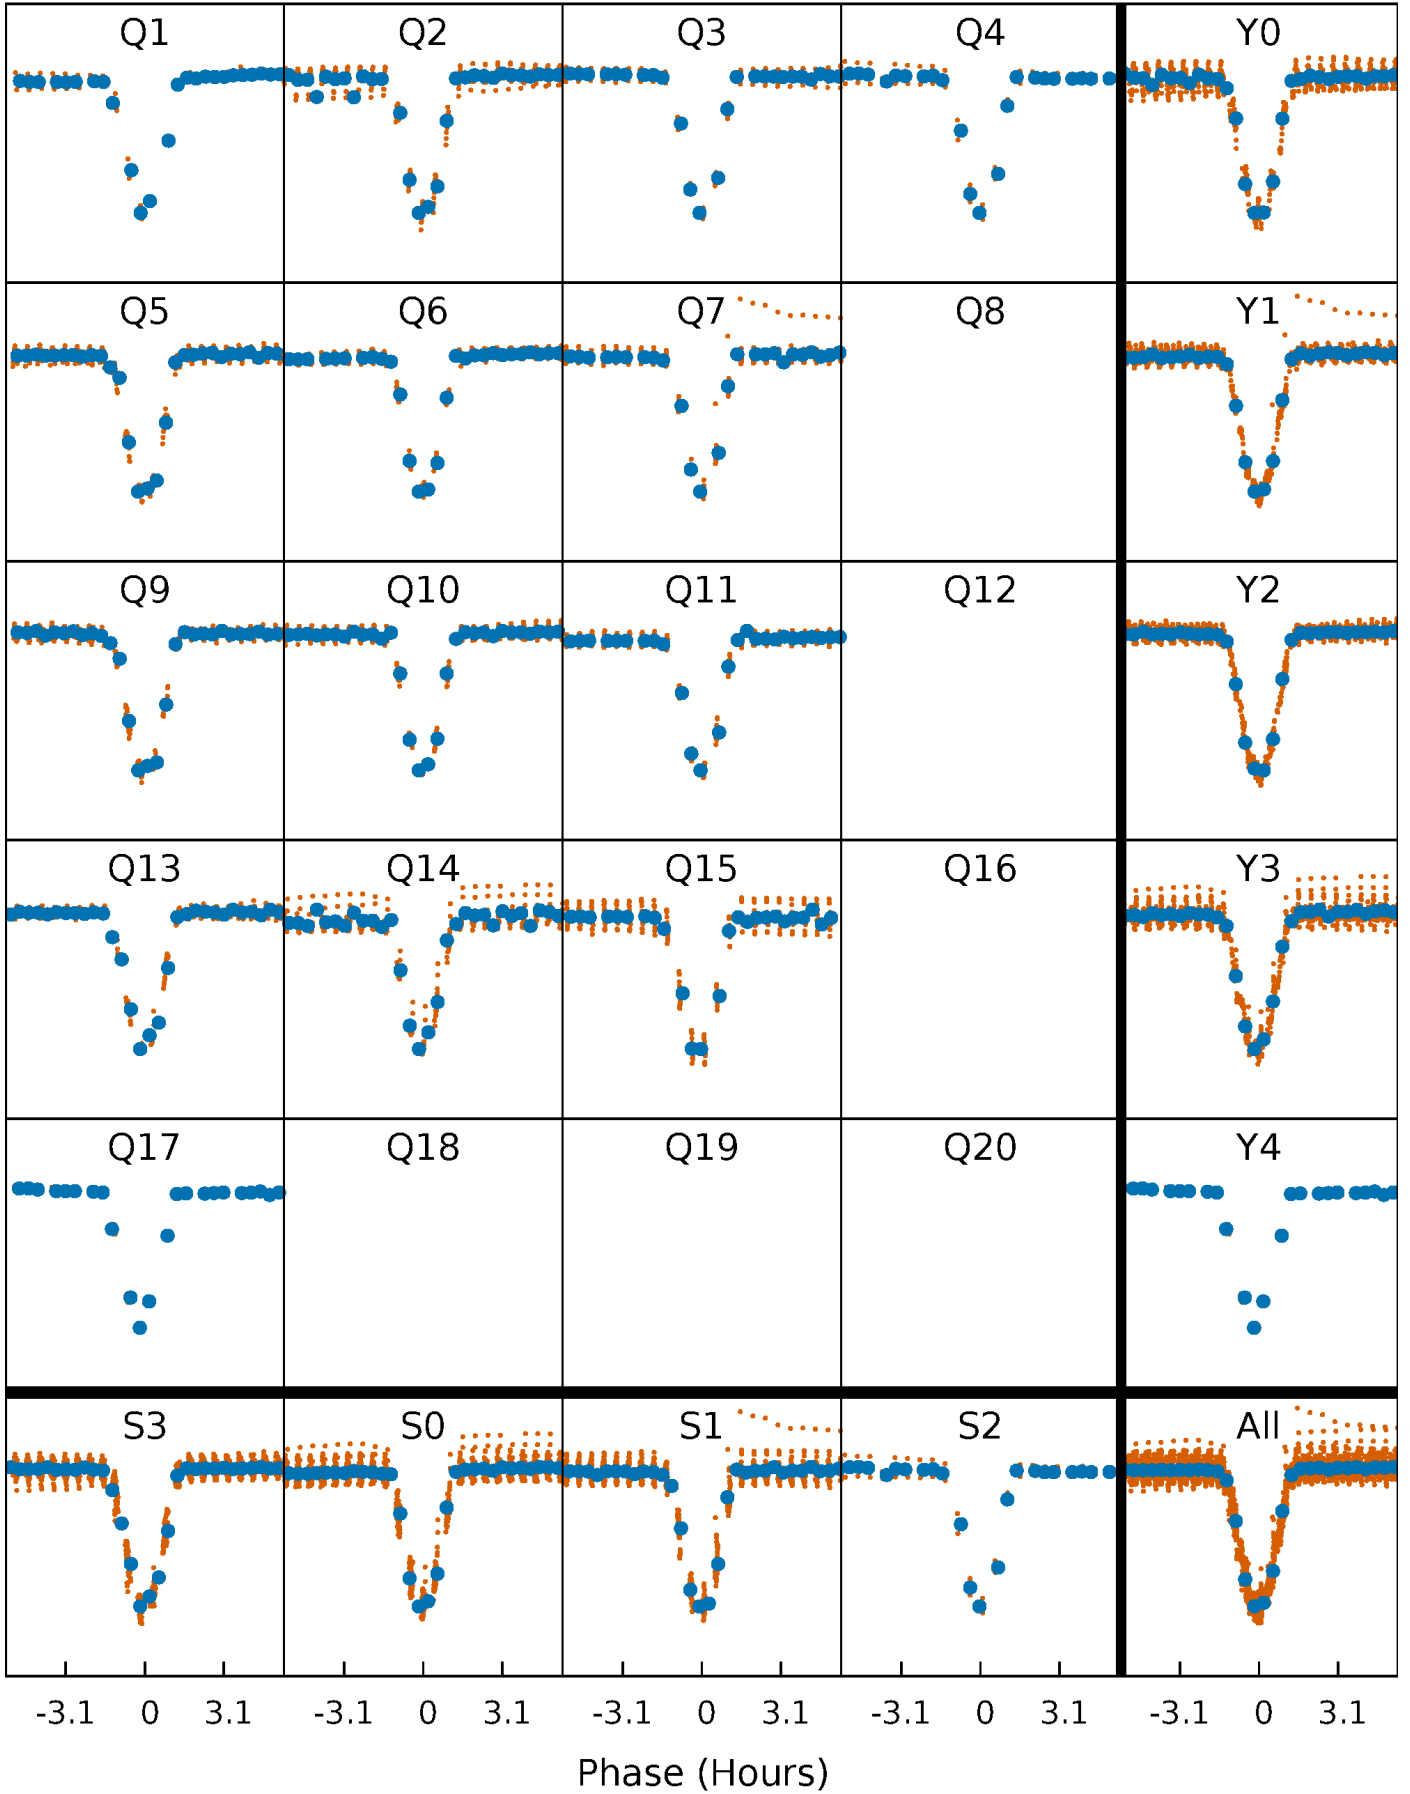 Q1 Q2 Q3 Q4 Y0
Q5 Q6 Q7 Q8 Y1
Q9 Q10 Q11 Q12 Y2
Q13 Q14 Q15 Q16 Y3
Q17 Q18 Q19 Q20 Y4
S3 S0 S1 S2 All
-3.1 0 3.1 -3.1 0 3.1 -3.1 0 3.1 -3.1 0 3.1 -3.1 0 3.1
Phase (Hours)